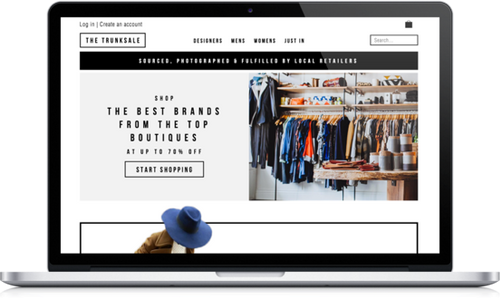 Log in | Create an account
THE TRUNKSALE
DESIGNERS MENS WOMENS JUST IN
Search...
SOURCED, PHOTOGRAPHED & FULFILLED BY LOCAL RETAILERS
SHOP
THE BEST BRANDS
FROM THE TOP
BOUTIQUES
AT UP TO 70% OFF
START SHOPPING